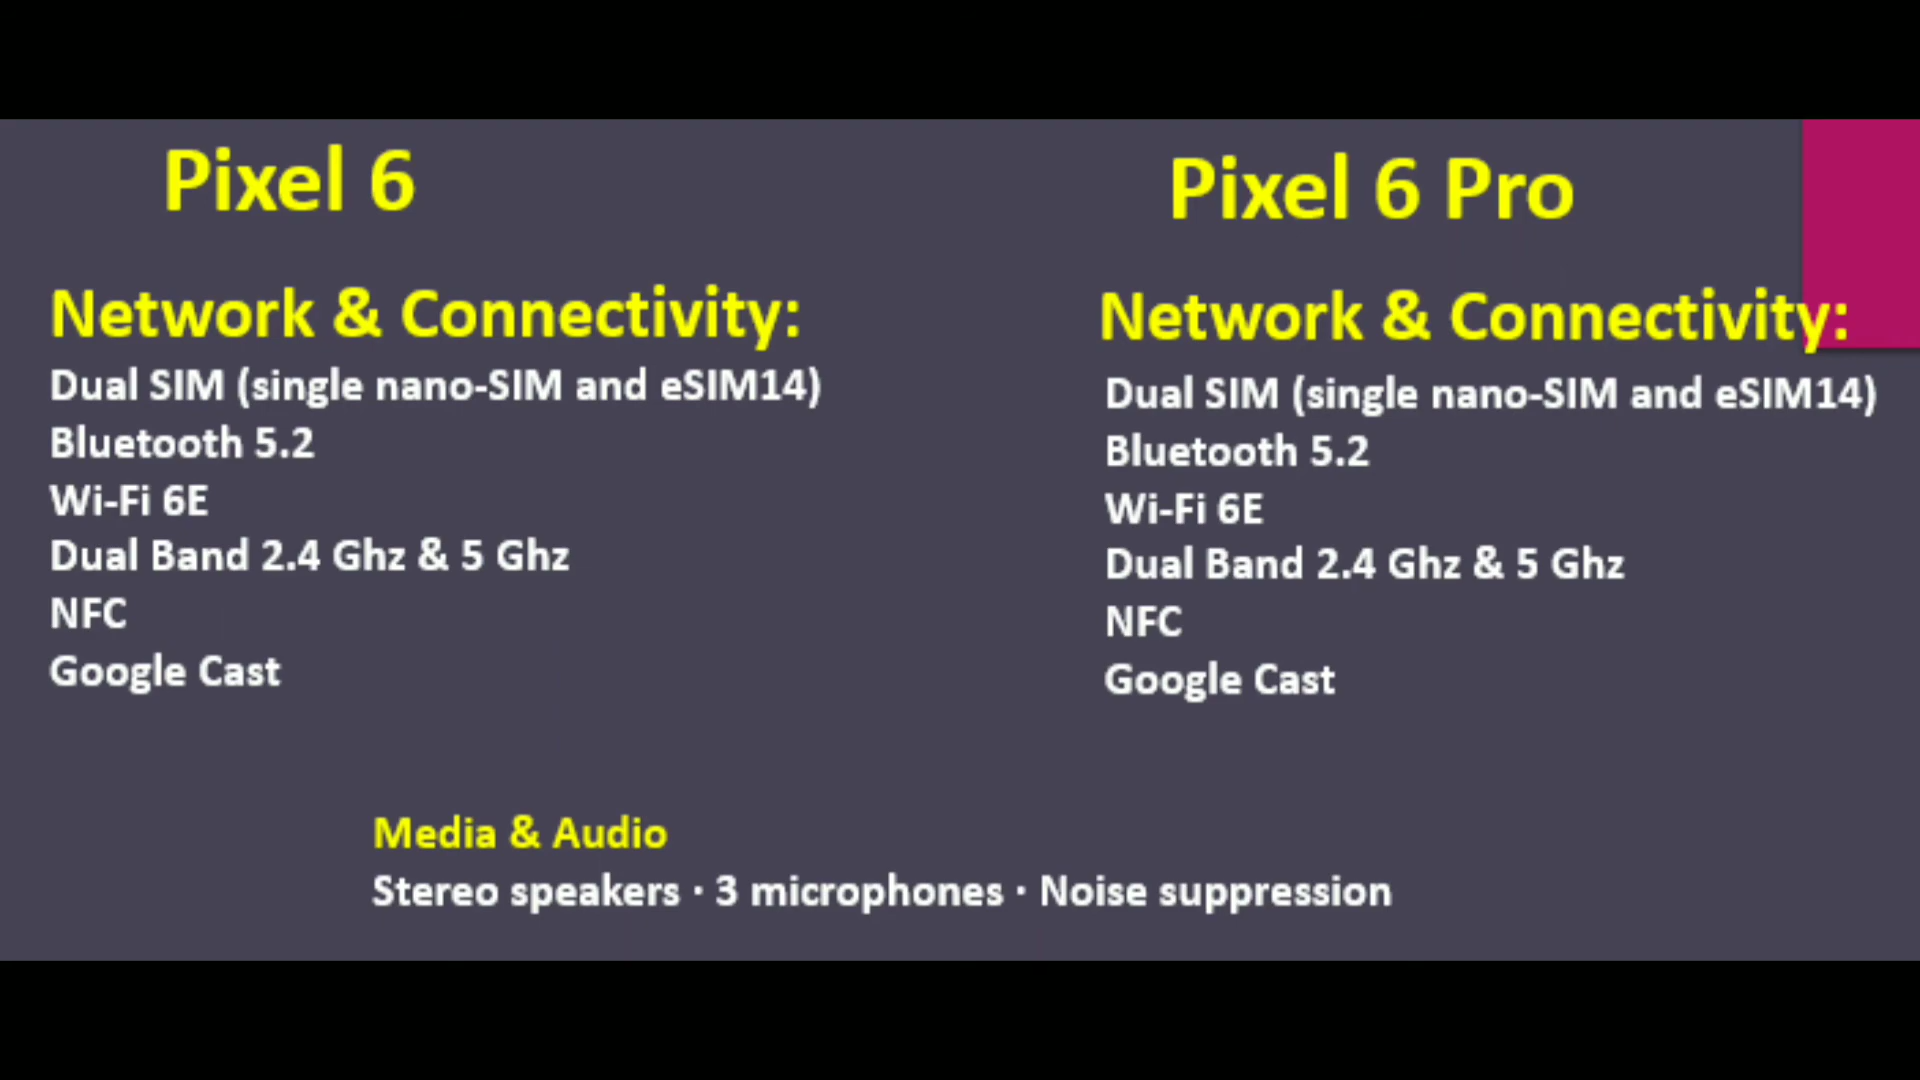 Pixel 6
Network & Connectivity:
Dual SIM (single nano-SIM and eSIM14)
Bluetooth 5.2
Wi-Fi 6E
Dual Band 2.4 Ghz & 5 Ghz
NFC
Google Cast
Pixel 6 Pro
Network & Connectivity:
Dual SIM (single nano-SIM and eSIM14)
Bluetooth 5.2
Wi-Fi 6E
Dual Band 2.4 Ghz & 5 Ghz
NFC
Google Cast
Media & Audio
Stereo speakers · 3 microphones · Noise suppression